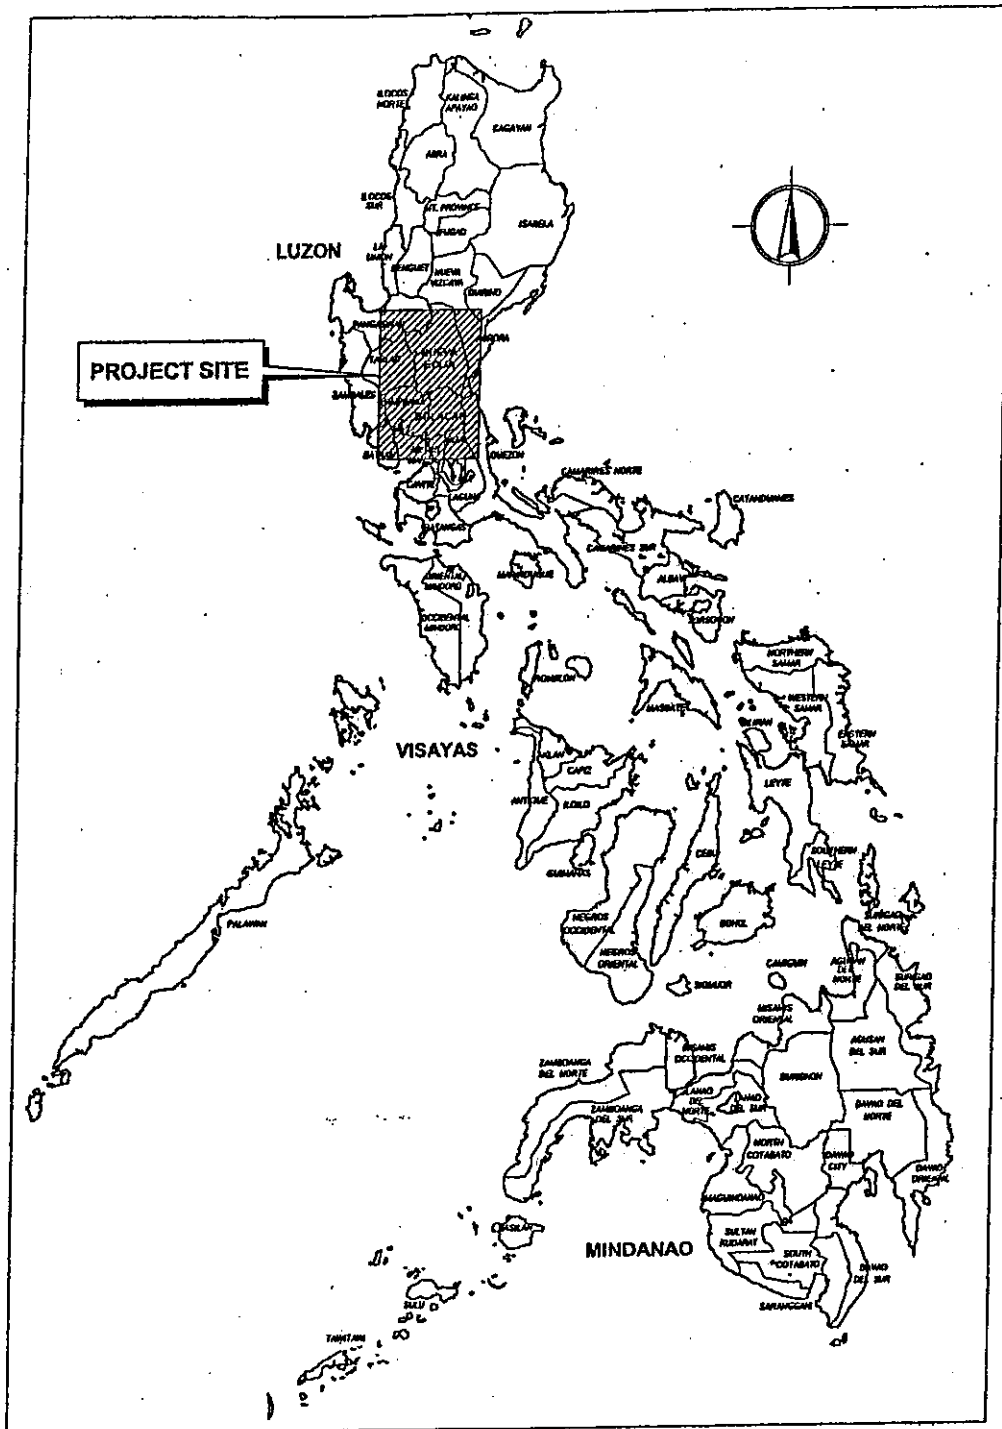 ILOCOS
NORTE
KALINGA
APAYAO
KAGAYAN
ABRA
ILOCOS
SUR
MT. PROVINCE
IFUGAO
ISABELA
LUZON
LA
UNION
BENGUET
NUEVA
VIZCAYA
QUIRINO
PANGASINAN
AURORA
NUEVA
ECIJA
TARLAC
PROJECT SITE
ZAMBALES
BULACAN
QUEZON
CAVITE
LAGUNA
BATANGAS
CAMARINES NORTE
CATANDUANES
CAMARINES SUR
ALBAY
SORSOGON
MARINDUQUE
ORIENTAL
MINDORO
OCCIDENTAL
MINDORO
ROMBLON
MASBATE
NORTHERN
SAMAR
WESTERN
SAMAR
EASTERN
SAMAR
BILIRAN
VISAYAS
AKLAN
CAPIZ
ANTIQUE
ILOILO
GUIMARAS
LEYTE
SOUTHERN
LEYTE
CEBU
NEGROS
OCCIDENTAL
NEGROS
ORIENTAL
BOHOL
PALAWAN
SURIGAO
DEL NORTE
SIQUIJOR
CAMIGUIN
AGUSAN
DEL
NORTE
SURIGAO
DEL SUR
MISAMIS
ORIENTAL
MISAMIS
OCCIDENTAL
ZAMBOANGA
DEL NORTE
ZAMBOANGA
DEL SUR
LANAO
DEL
NORTE
LANAO
DEL SUR
BUKIDNON
AGUSAN
DEL SUR
DAVAO DEL
NORTE
NORTH
COTABATO
DAVAO
CITY
DAVAO
ORIENTAL
MAGUINDANAO
BASILAN
SULTAN
KUDARAT
MINDANAO
SOUTH
COTABATO
DAVAO
DEL SUR
SARANGGANI
SULU
TAWITAWI